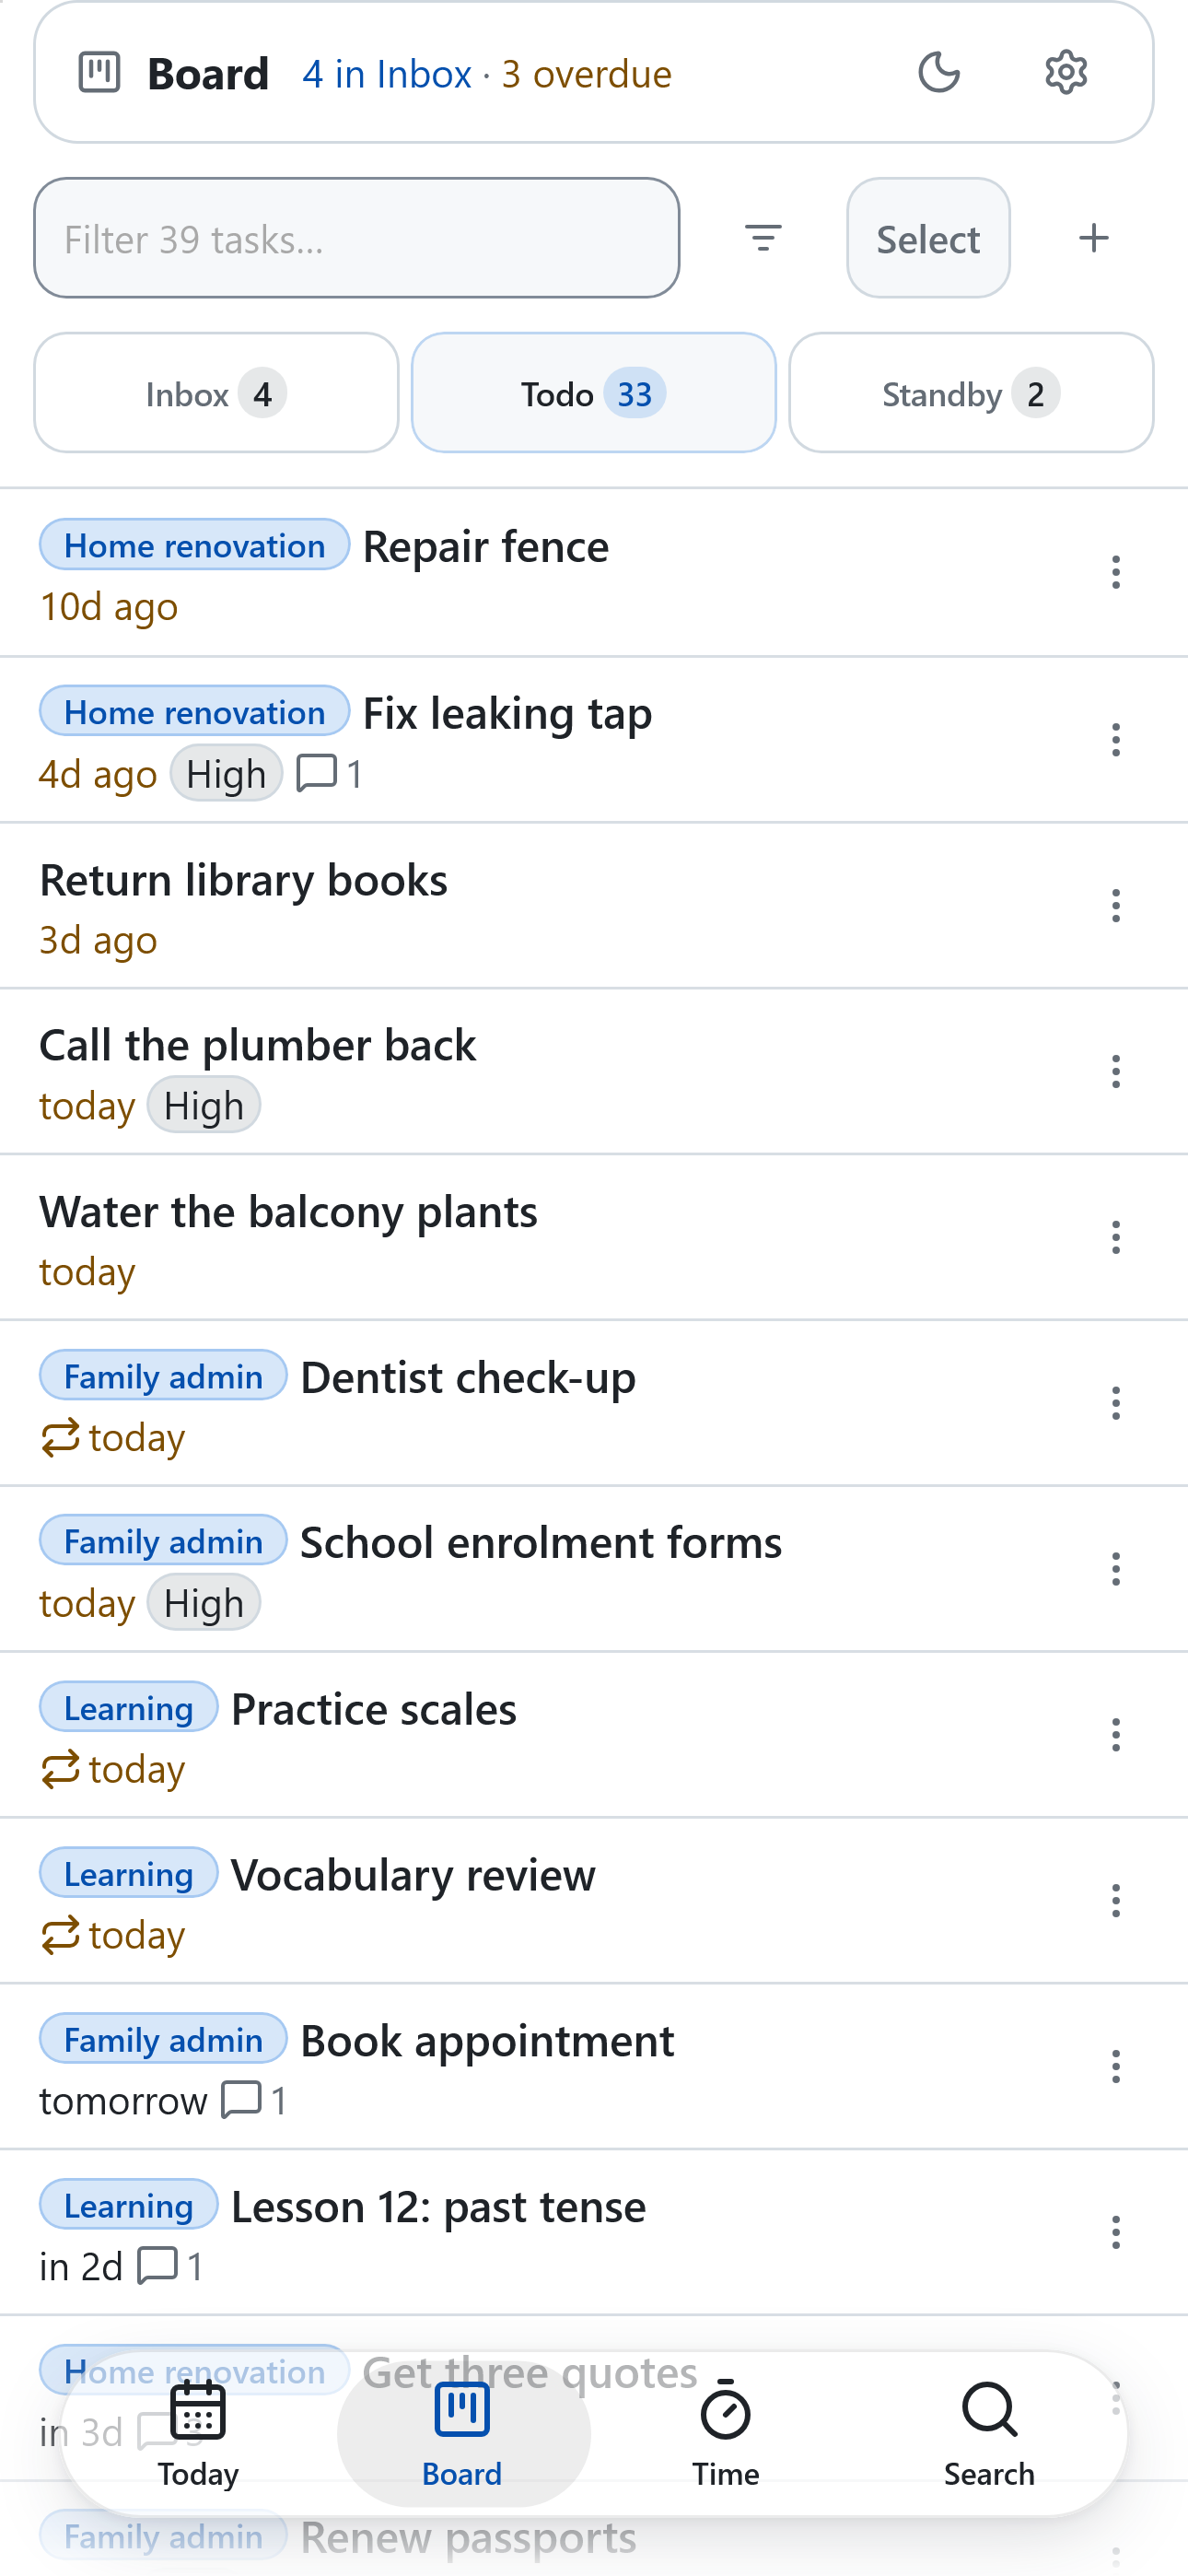 Board 4 in Inbox · 3 overdue
Filter 39 tasks...
Select
Inbox 4
Todo 33
Standby 2
Home renovation Repair fence
10d ago
Home renovation Fix leaking tap
4d ago High 1
Return library books
3d ago
Call the plumber back
today High
Water the balcony plants
today
Family admin Dentist check-up
today
Family admin School enrolment forms
today High
Learning Practice scales
today
Learning Vocabulary review
today
Family admin Book appointment
tomorrow 1
Learning Lesson 12: past tense
in 2d 1
Home renovation Get three quotes
in 3d 3
Today
Board
Time
Search
Family admin Renew passports